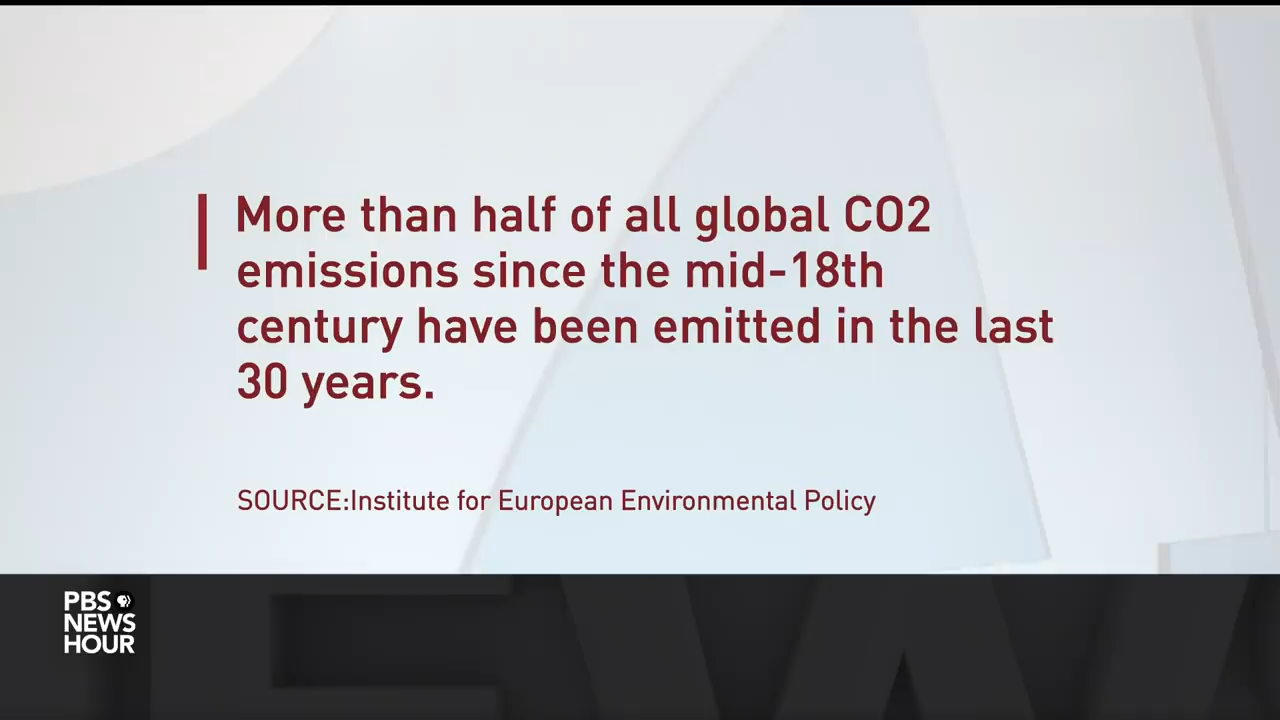 More than half of all global CO2
emissions since the mid-18th
century have been emitted in the last
30 years.
SOURCE:Institute for European Environmental Policy
PBS
NEWS
HOUR